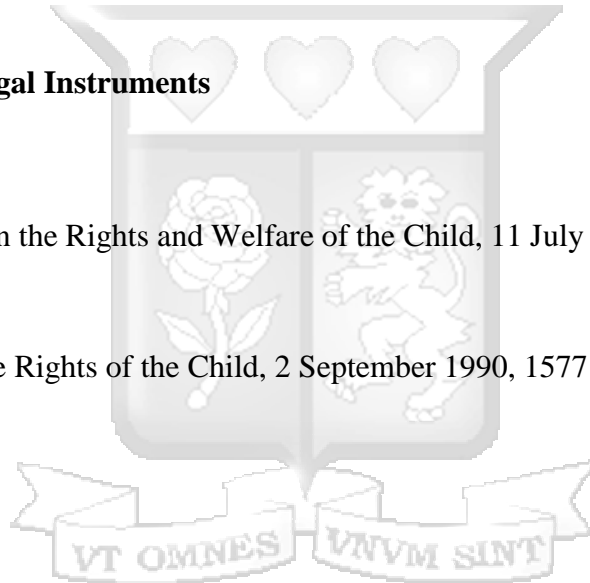 gal Instruments
n the Rights and Welfare of the Child, 11 July
e Rights of the Child, 2 September 1990, 1577
VT OMNES VNVM SINT